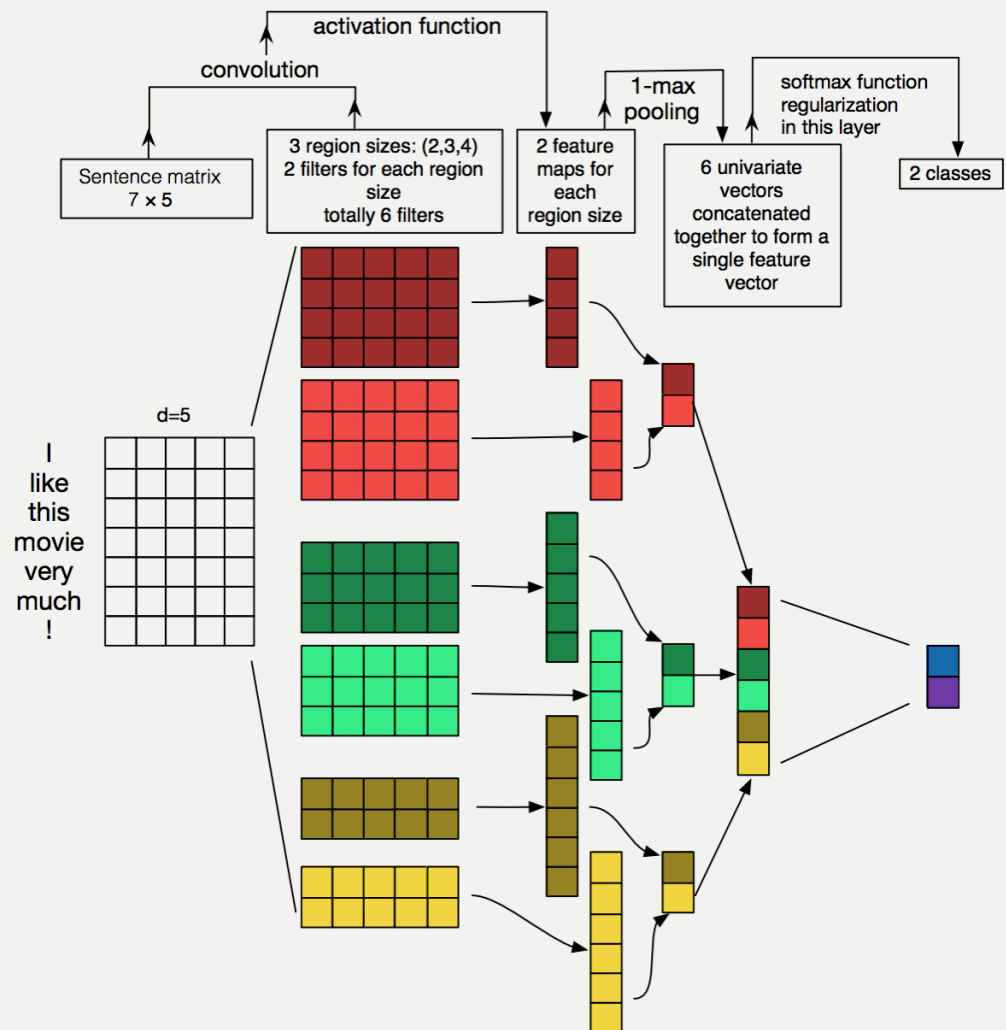 activation function
convolution
1-max
pooling
softmax function
regularization
in this layer
Sentence matrix
7 × 5
3 region sizes: (2,3,4)
2 filters for each region
size
totally 6 filters
2 feature
maps for
each
region size
6 univariate
vectors
concatenated
together to form a
single feature
vector
2 classes
d=5
I
like
this
movie
very
much
!